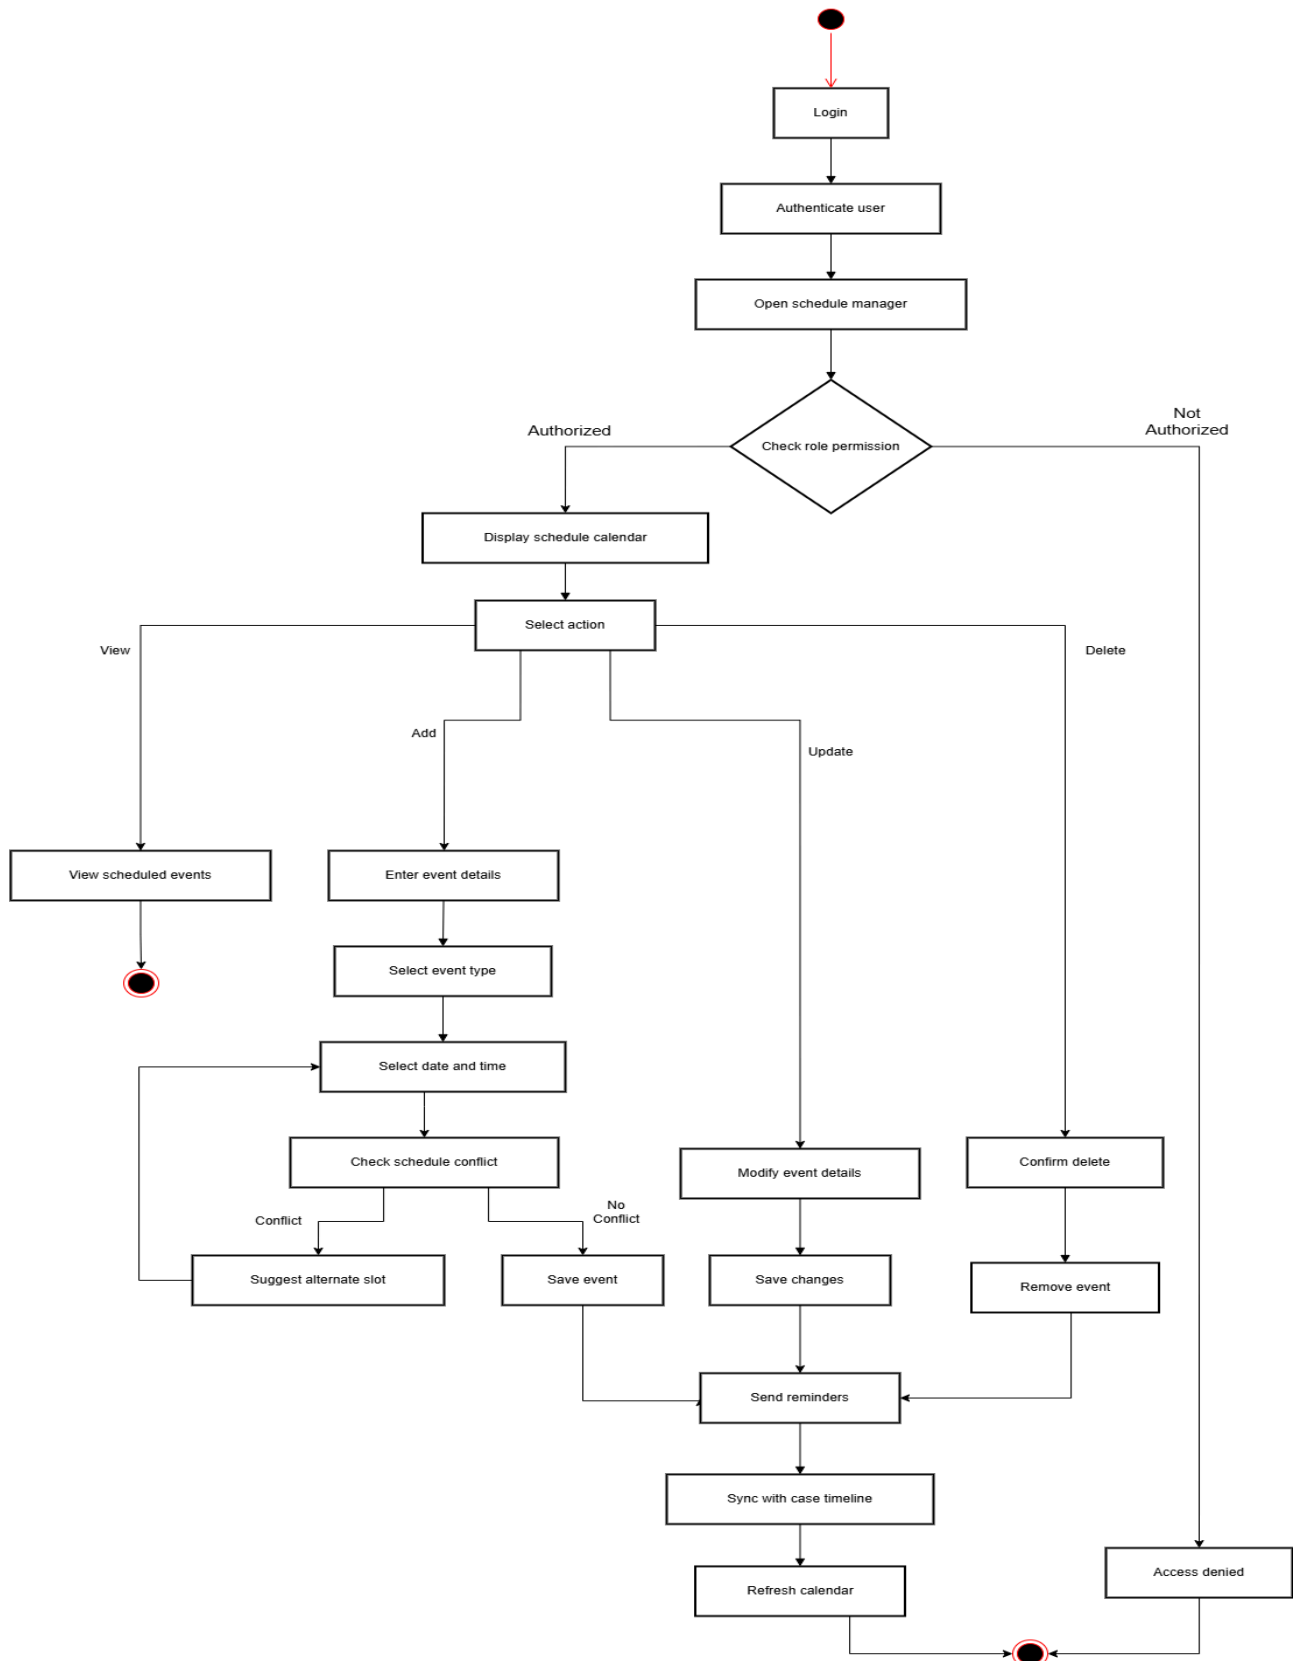 Login
Authenticate user
Open schedule manager
Check role permission
Authorized
Not
Authorized
Display schedule calendar
Select action
View
Delete
Add
Update
View scheduled events
Enter event details
Select event type
Select date and time
Check schedule conflict
Modify event details
Confirm delete
Conflict
No
Conflict
Suggest alternate slot
Save event
Save changes
Remove event
Send reminders
Sync with case timeline
Refresh calendar
Access denied